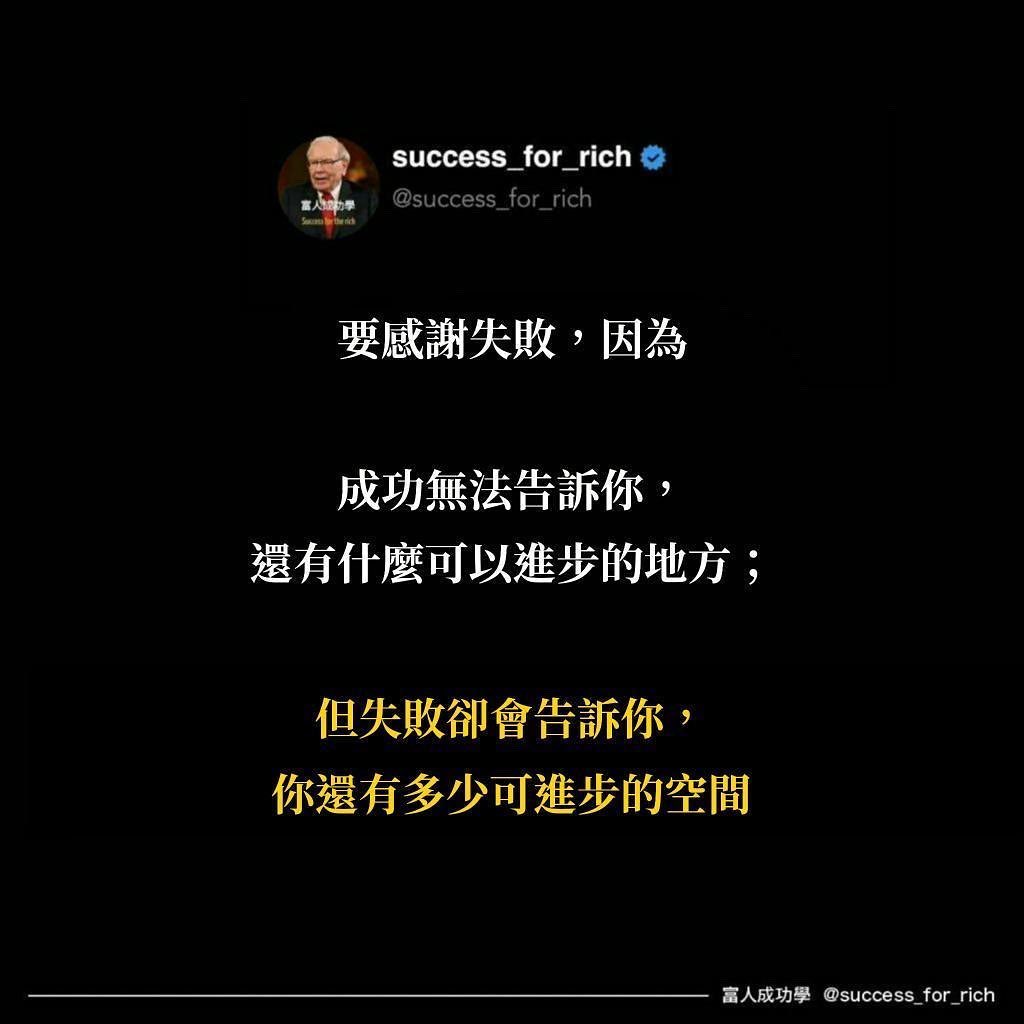 success_for_rich
@success_for_rich
富人成功學
Success for the rich
要感謝失敗，因為
成功無法告訴你，
還有什麼可以進步的地方；
但失敗卻會告訴你，
你還有多少可進步的空間
富人成功學 @success_for_rich